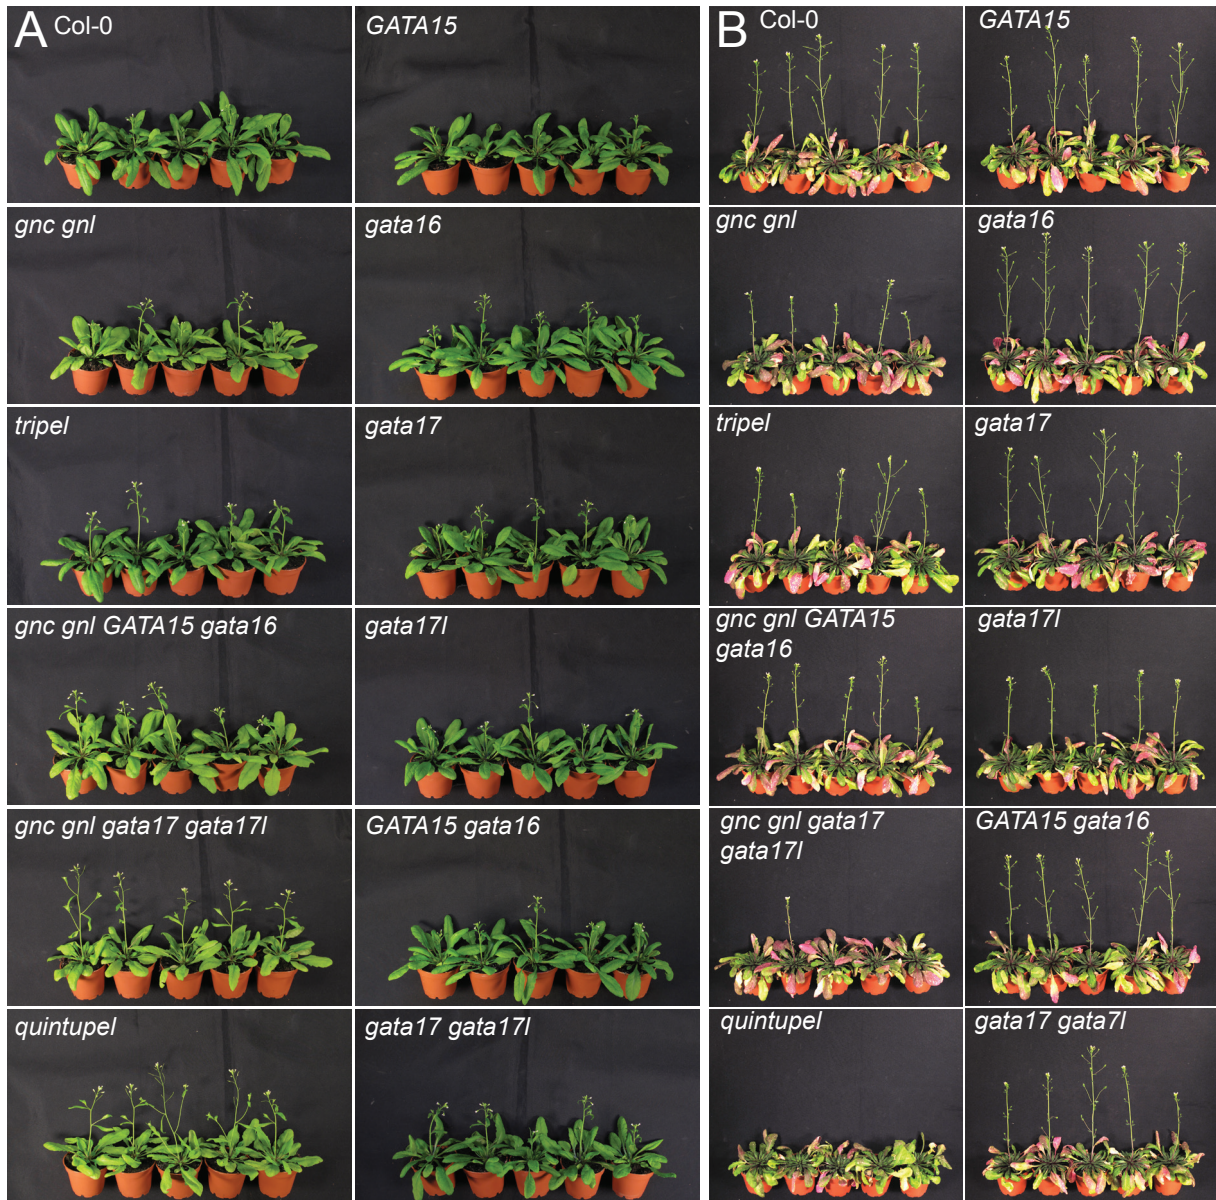 A Col-0
GATA15
gnc gnl
gata16
tripel
gata17
gnc gnl GATA15 gata16
gata17l
gnc gnl gata17 gata17l
GATA15 gata16
quintupel
gata17 gata17l
B Col-0
GATA15
gnc gnl
gata16
tripel
gata17
gnc gnl GATA15
gata16
gata17l
gnc gnl gata17
gata17l
GATA15 gata16
quintupel
gata17 gata7l